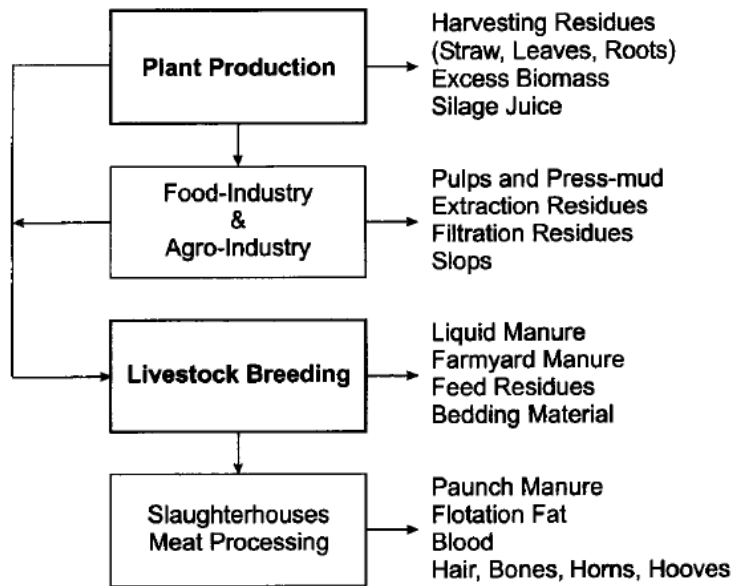 Plant Production
Harvesting Residues
(Straw, Leaves, Roots)
Excess Biomass
Silage Juice
Food-Industry
&
Agro-Industry
Pulps and Press-mud
Extraction Residues
Filtration Residues
Slops
Livestock Breeding
Liquid Manure
Farmyard Manure
Feed Residues
Bedding Material
Slaughterhouses
Meat Processing
Paunch Manure
Flotation Fat
Blood
Hair, Bones, Horns, Hooves